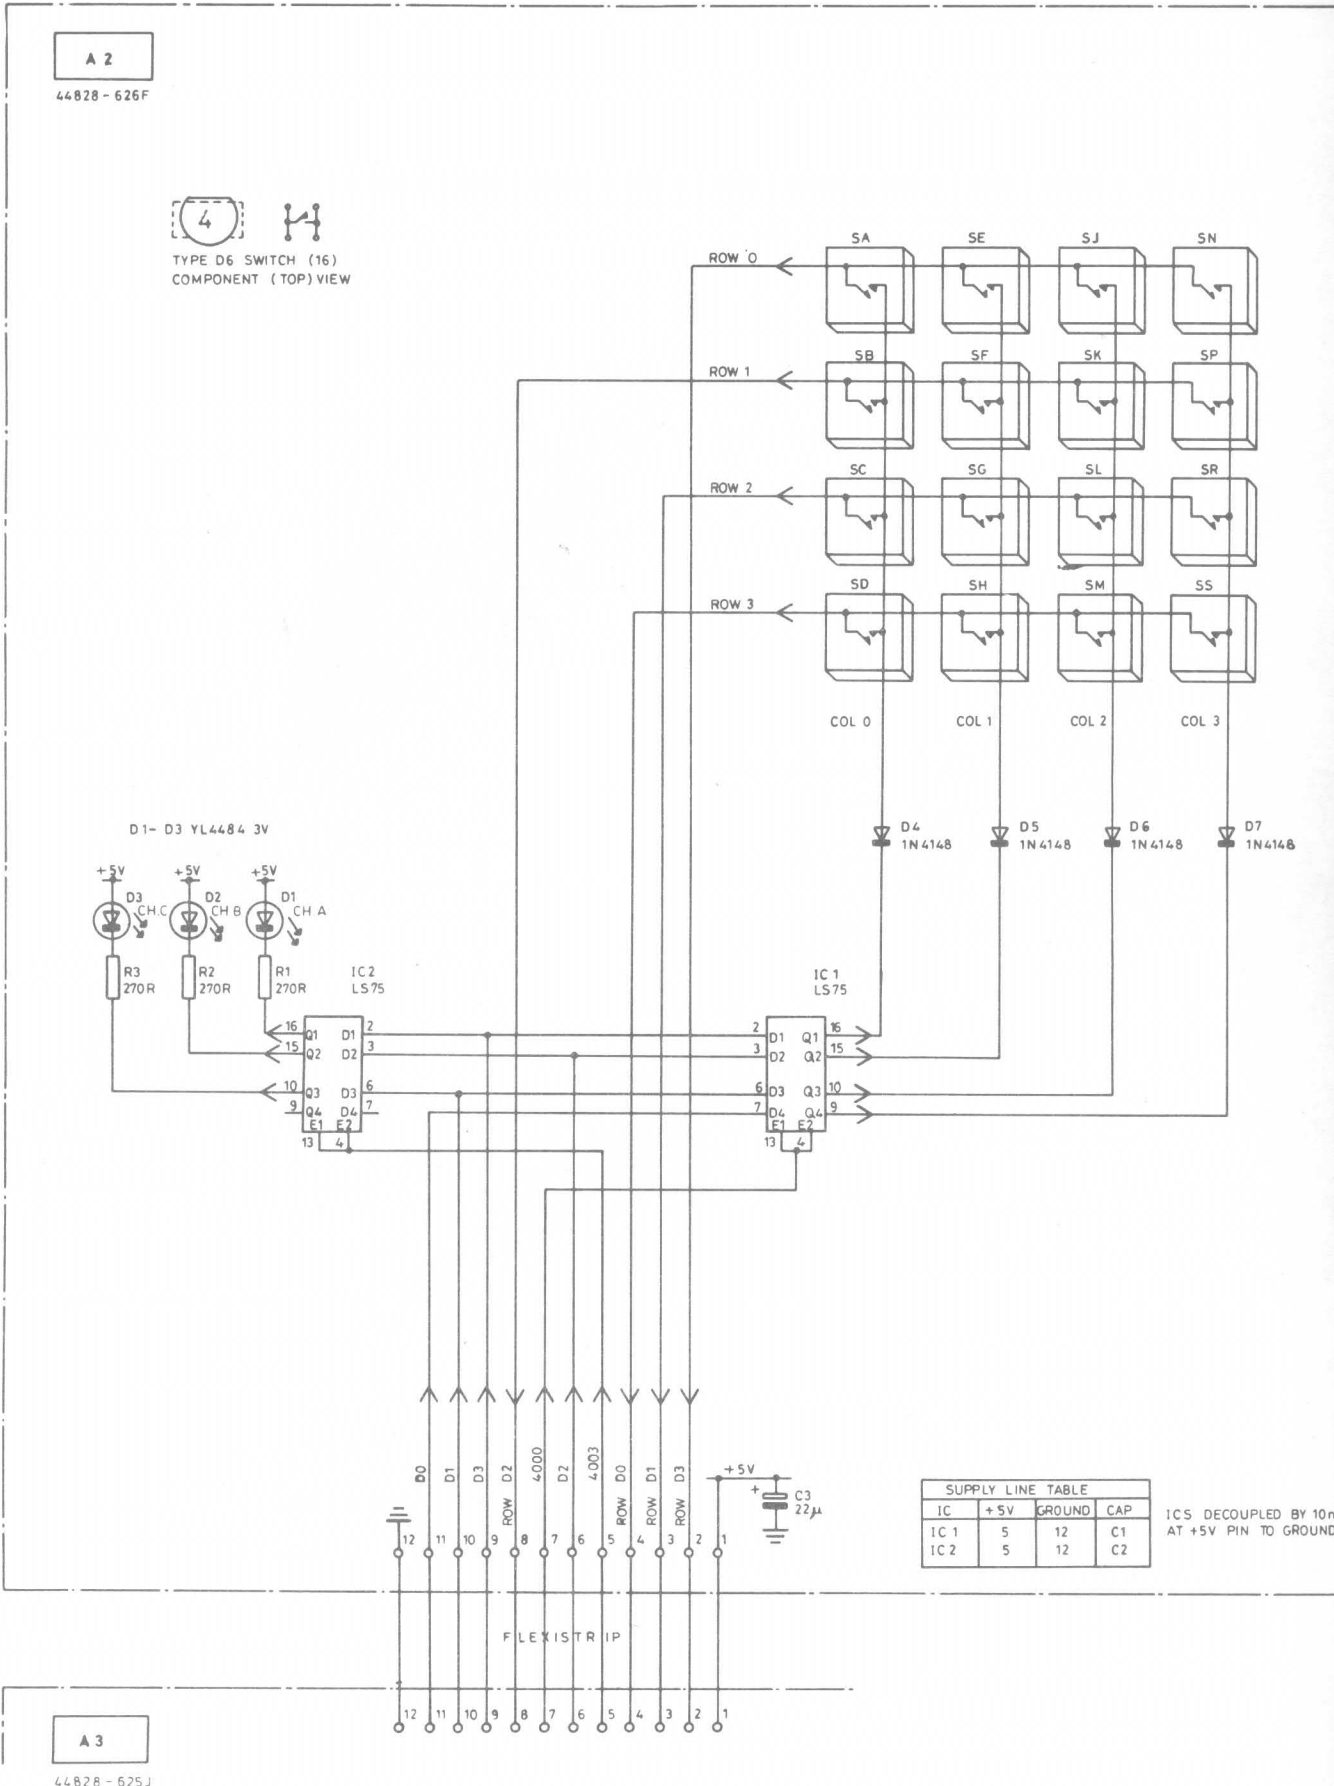 A 2
44828-626F
4
TYPE D6 SWITCH (16)
COMPONENT (TOP) VIEW
SA SE SJ SN
ROW 0
SB SF SK SP
ROW 1
SC SG SL SR
ROW 2
SD SH SM SS
ROW 3
COL 0 COL 1 COL 2 COL 3
D1- D3 YL4484 3V
D4 1N4148
D5 1N4148
D6 1N4148
D7 1N4148
+5V +5V +5V
D3 CH.C
D2 CH B
D1 CH A
R3 270R
R2 270R
R1 270R
IC2
LS75
IC 1
LS75
16 Q1 D1 2
15 Q2 D2 3
10 Q3 D3 6
9 Q4 D4 7
E1 E2
13 4
2 D1 Q1 16
3 D2 Q2 15
6 D3 Q3 10
7 D4 Q4 9
E1 E2
13 4
D0 D1 D3 ROW D2 4000 D2 4003 ROW D0 ROW D1 ROW D3
+5V
+ C3
22μ
12 11 10 9 8 7 6 5 4 3 2 1
SUPPLY LINE TABLE
IC +5V GROUND CAP
IC 1 5 12 C1
IC 2 5 12 C2
ICS DECOUPLED BY 10n
AT +5V PIN TO GROUND
FLEXISTRIP
12 11 10 9 8 7 6 5 4 3 2 1
A 3
44828-625J